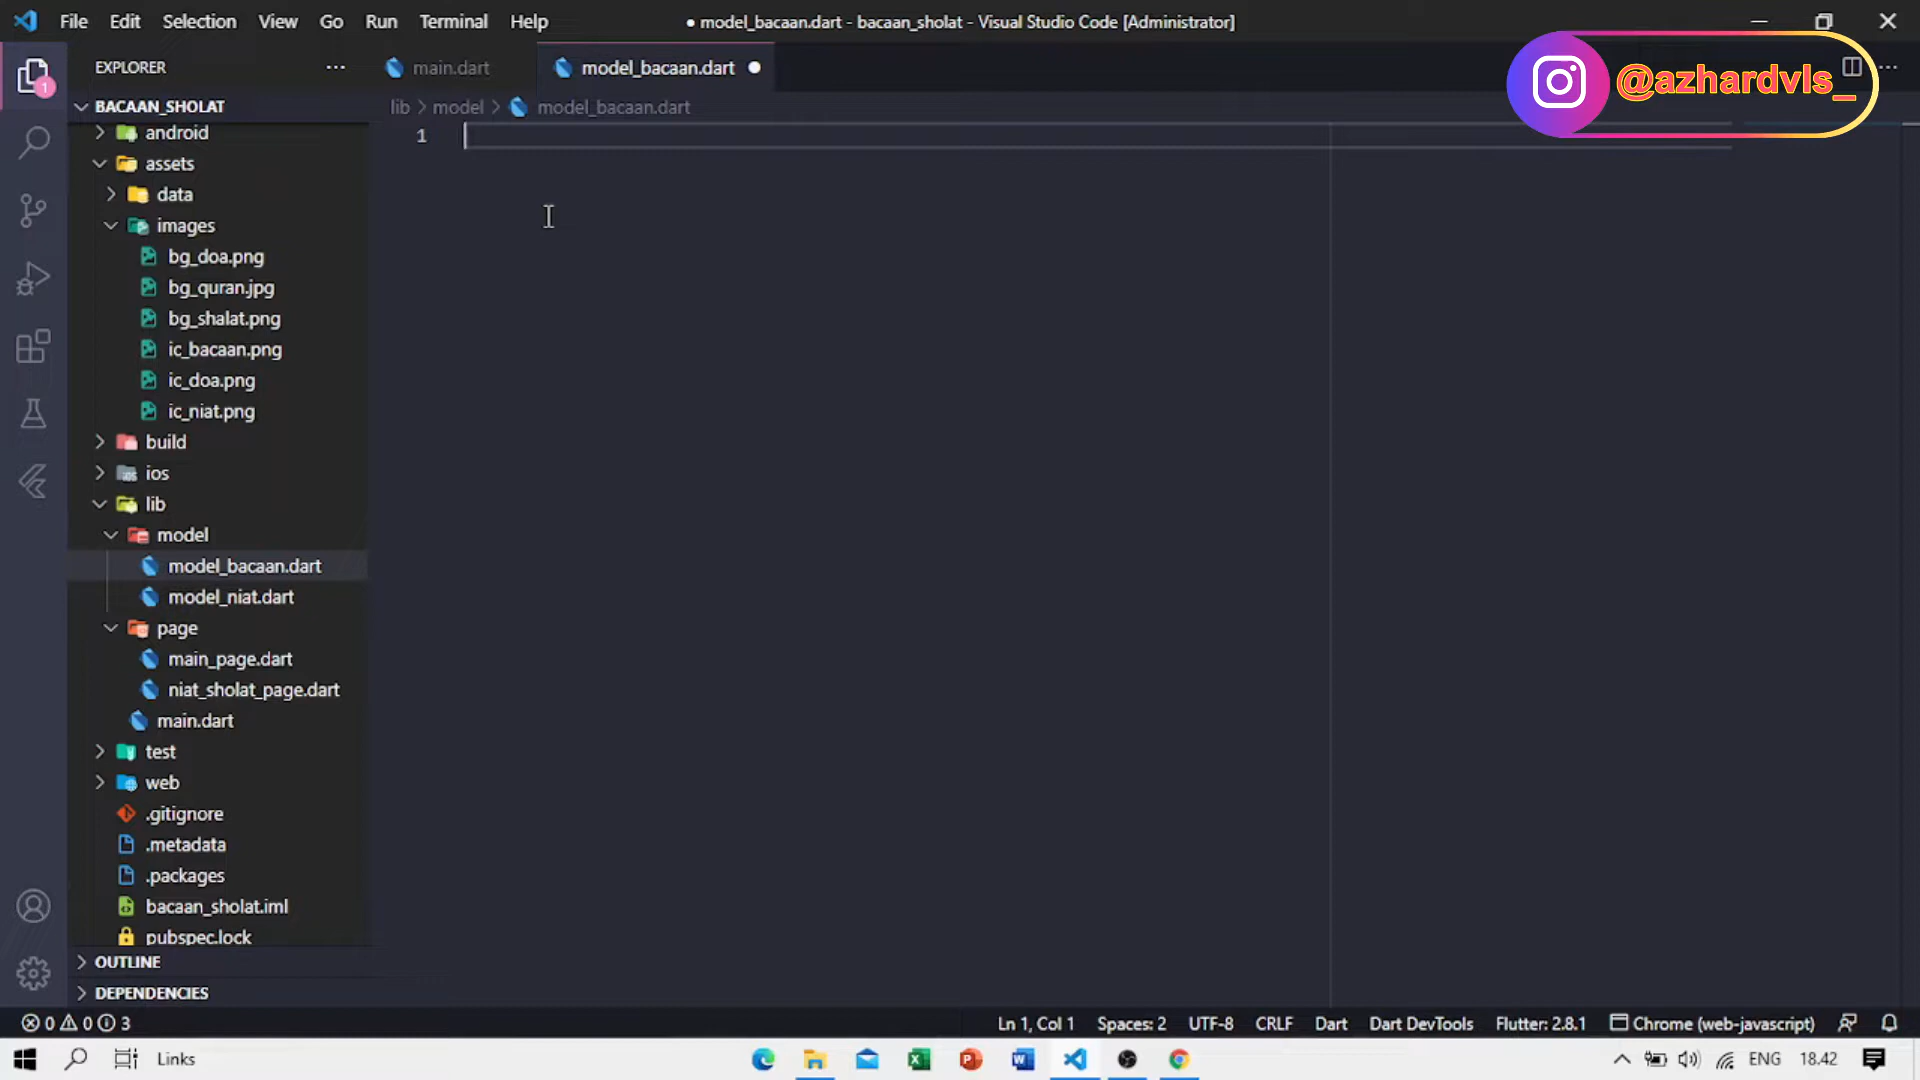 File Edit Selection View Go Run Terminal Help
● model_bacaan.dart - bacaan_sholat - Visual Studio Code [Administrator]
@azhardvls_
EXPLORER
main.dart
model_bacaan.dart
BACAAN_SHOLAT
lib > model > model_bacaan.dart
1
android
assets
data
images
bg_doa.png
bg_quran.jpg
bg_shalat.png
ic_bacaan.png
ic_doa.png
ic_niat.png
build
ios
lib
model
model_bacaan.dart
model_niat.dart
page
main_page.dart
niat_sholat_page.dart
main.dart
test
web
.gitignore
.metadata
.packages
bacaan_sholat.iml
pubspec.lock
OUTLINE
DEPENDENCIES
1
0 0 3
Ln 1, Col 1 Spaces: 2 UTF-8 CRLF Dart Dart DevTools Flutter: 2.8.1 Chrome (web-javascript)
Links
ENG 18.42